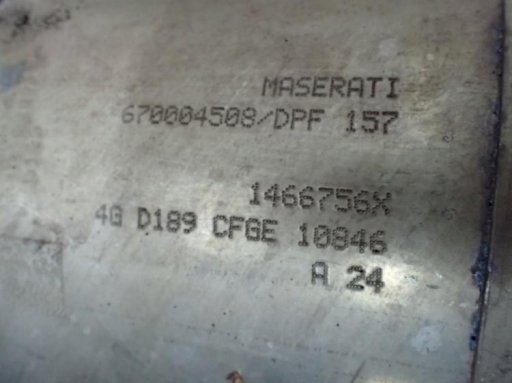 MASERATI
670004508/DPF 157
1466756X
4G D189 CFGE 10846
A 24